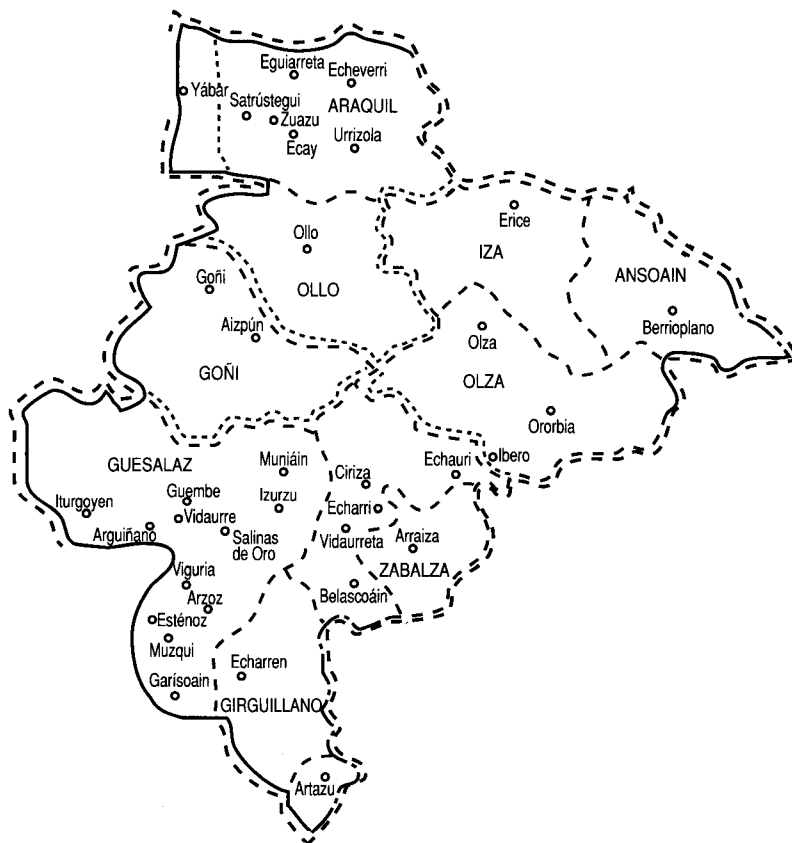 Eguiarreta
Echeverri
Yábar
Satrústegui
ARAQUIL
Zuazu
Ecay
Urrizola
Erice
Ollo
IZA
ANSOAIN
Goñi
OLLO
Aizpún
Olza
Berrioplano
GOÑI
OLZA
Ororbia
GUESALAZ
Muniáin
Ciriza
Echauri
Ibero
Iturgoyen
Guembe
Izurzu
Echarri
Vidaurre
Arguiñano
Salinas
de Oro
Vidaurreta
Arraiza
ZABALZA
Viguria
Belascoáin
Arzoz
Esténoz
Muzqui
Echarren
Garísoain
GIRGUILLANO
Artazu